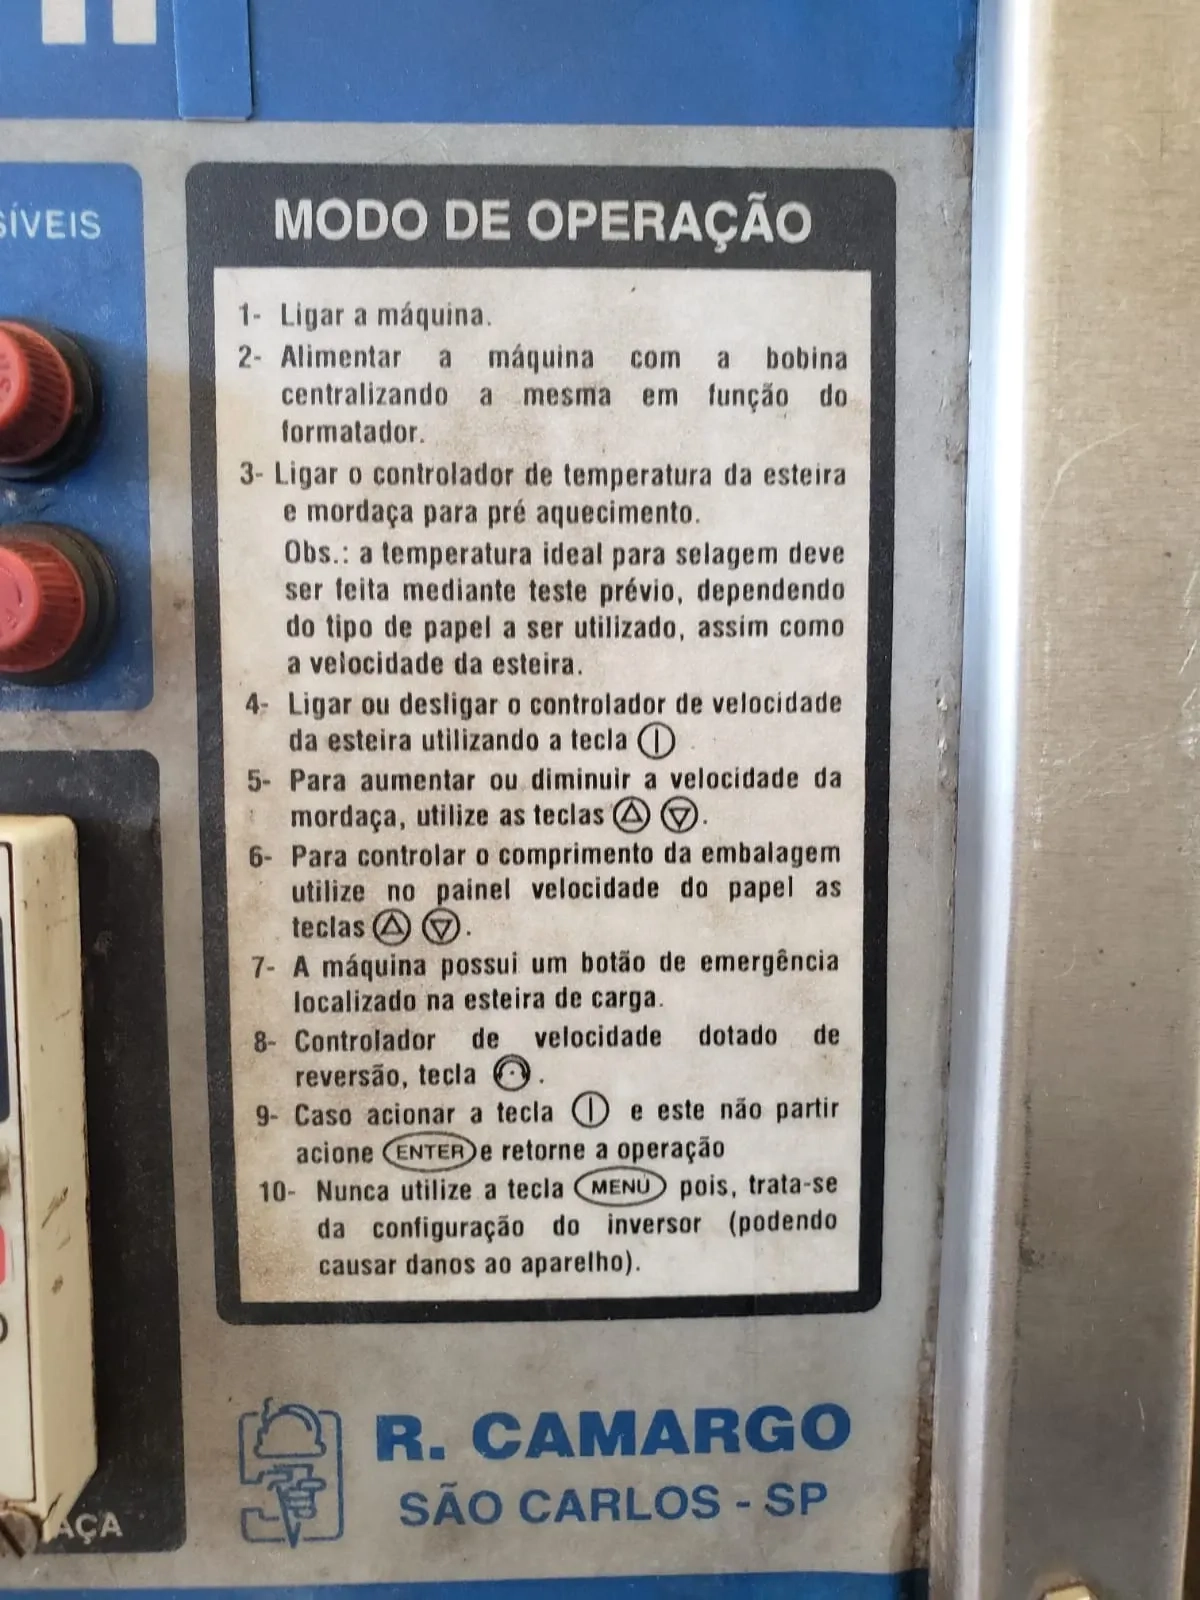 SÍVEIS
MODO DE OPERAÇÃO
1- Ligar a máquina.
2- Alimentar a máquina com a bobina
centralizando a mesma em função do
formatador.
3- Ligar o controlador de temperatura da esteira
e mordaça para pré aquecimento.
Obs.: a temperatura ideal para selagem deve
ser feita mediante teste prévio, dependendo
do tipo de papel a ser utilizado, assim como
a velocidade da esteira.
4- Ligar ou desligar o controlador de velocidade
da esteira utilizando a tecla
5- Para aumentar ou diminuir a velocidade da
mordaça, utilize as teclas .
6- Para controlar o comprimento da embalagem
utilize no painel velocidade do papel as
teclas .
7- A máquina possui um botão de emergência
localizado na esteira de carga.
8- Controlador de velocidade dotado de
reversão, tecla .
9- Caso acionar a tecla e este não partir
acione ENTER e retorne a operação
10- Nunca utilize a tecla MENU pois, trata-se
da configuração do inversor (podendo
causar danos ao aparelho).
R. CAMARGO
SÃO CARLOS - SP
AÇA